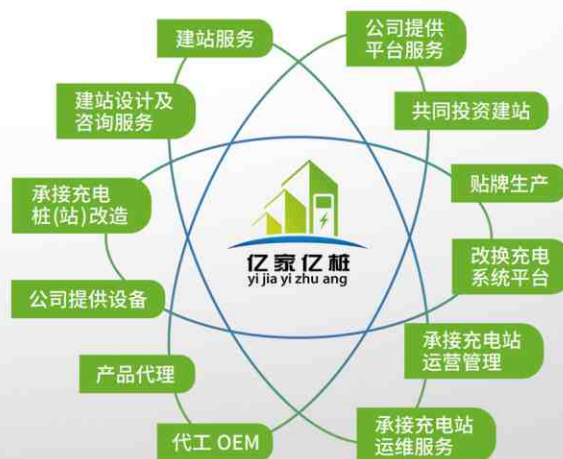 建站服务
公司提供
平台服务
建站设计及
咨询服务
共同投资建站
承接充电
桩(站)改造
贴牌生产
亿家亿桩
yi jia yi zhu ang
改换充电
系统平台
公司提供设备
承接充电站
运营管理
产品代理
代工 OEM
承接充电站
运维服务